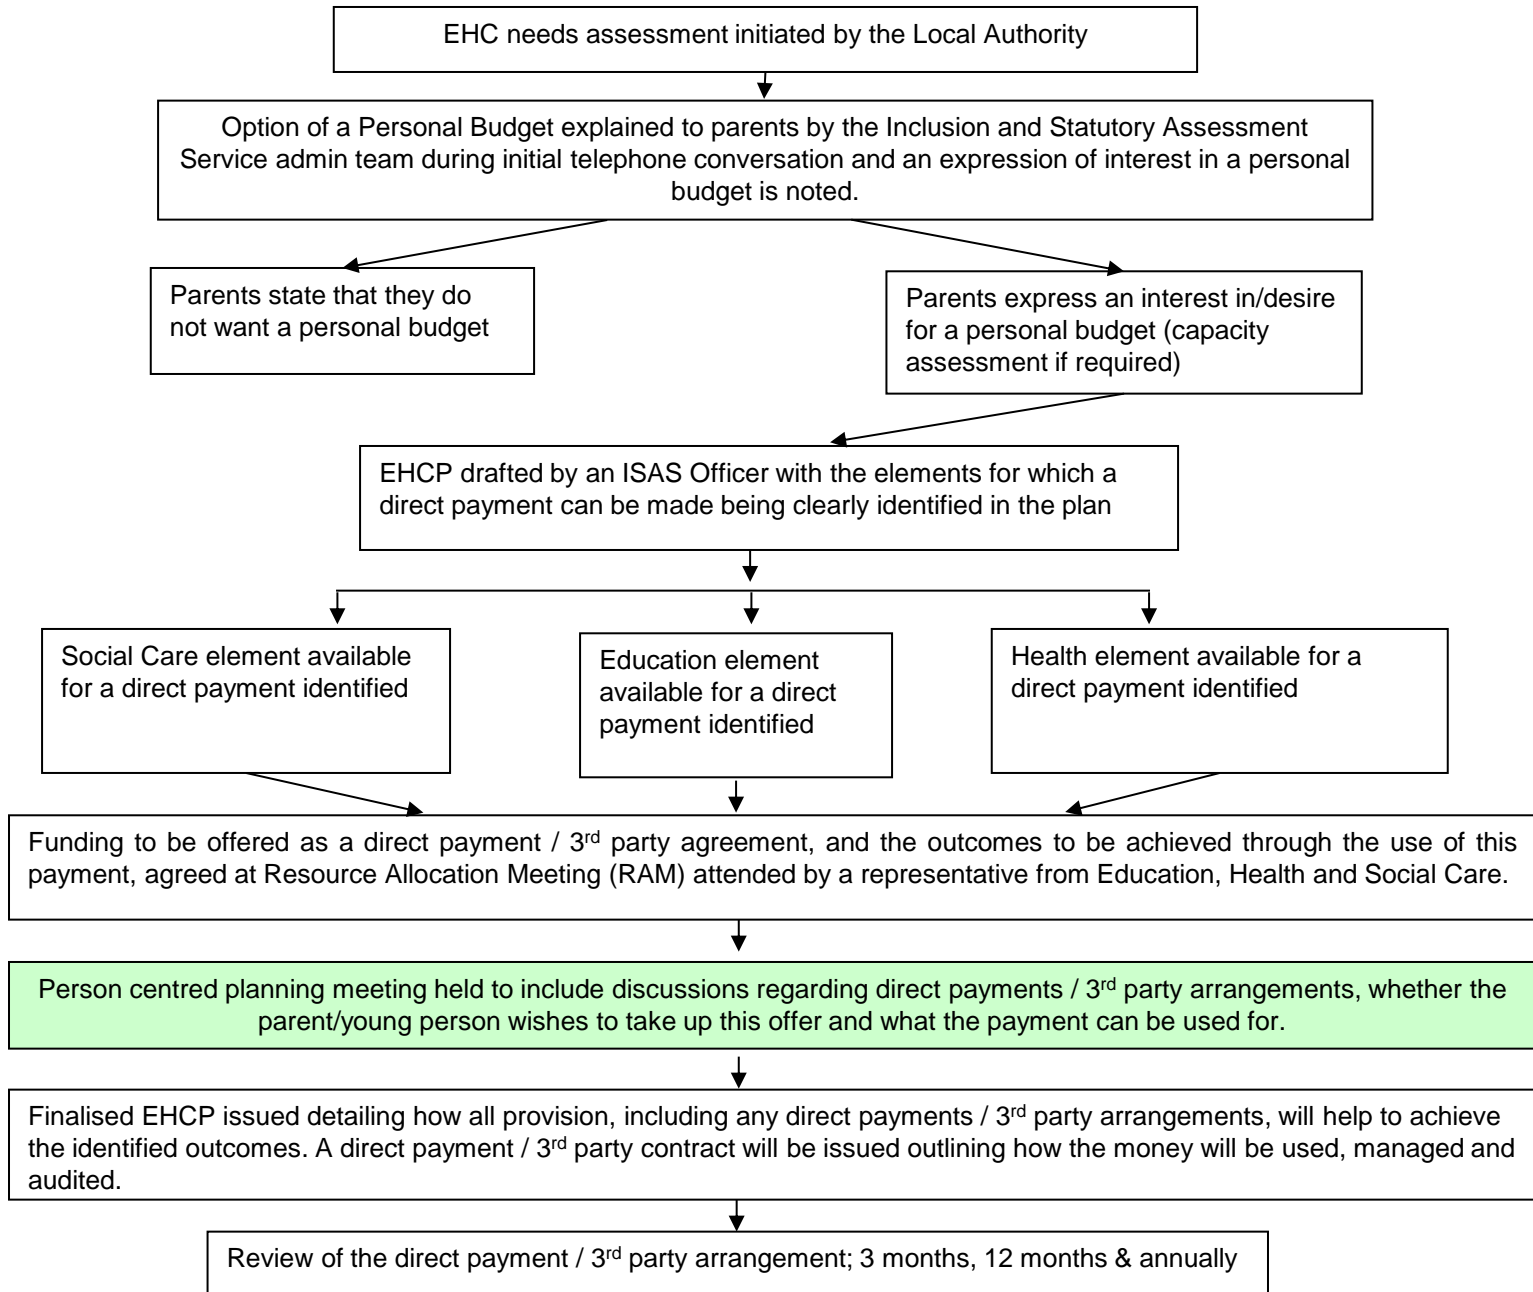 EHC needs assessment initiated by the Local Authority
Option of a Personal Budget explained to parents by the Inclusion and Statutory Assessment
Service admin team during initial telephone conversation and an expression of interest in a personal
budget is noted.
Parents state that they do
not want a personal budget
Parents express an interest in/desire
for a personal budget (capacity
assessment if required)
EHCP drafted by an ISAS Officer with the elements for which a
direct payment can be made being clearly identified in the plan
Social Care element available
for a direct payment identified
Education element
available for a direct
payment identified
Health element available for a
direct payment identified
Funding to be offered as a direct payment / 3rd party agreement, and the outcomes to be achieved through the use of this
payment, agreed at Resource Allocation Meeting (RAM) attended by a representative from Education, Health and Social Care.
Person centred planning meeting held to include discussions regarding direct payments / 3rd party arrangements, whether the
parent/young person wishes to take up this offer and what the payment can be used for.
Finalised EHCP issued detailing how all provision, including any direct payments / 3rd party arrangements, will help to achieve
the identified outcomes. A direct payment / 3rd party contract will be issued outlining how the money will be used, managed and
audited.
Review of the direct payment / 3rd party arrangement; 3 months, 12 months & annually